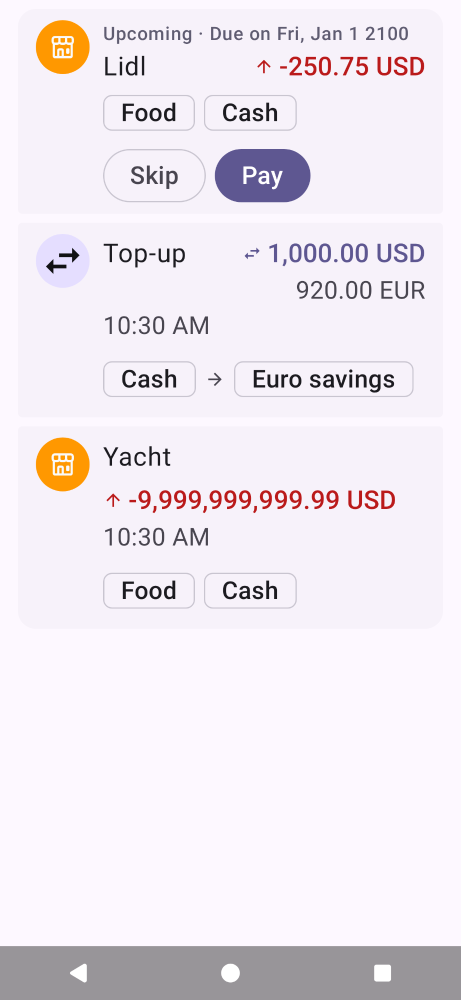 Upcoming · Due on Fri, Jan 1 2100
Lidl ↑ -250.75 USD
Food Cash
Skip Pay
Top-up 1,000.00 USD
920.00 EUR
10:30 AM
Cash → Euro savings
Yacht
↑ -9,999,999,999.99 USD
10:30 AM
Food Cash